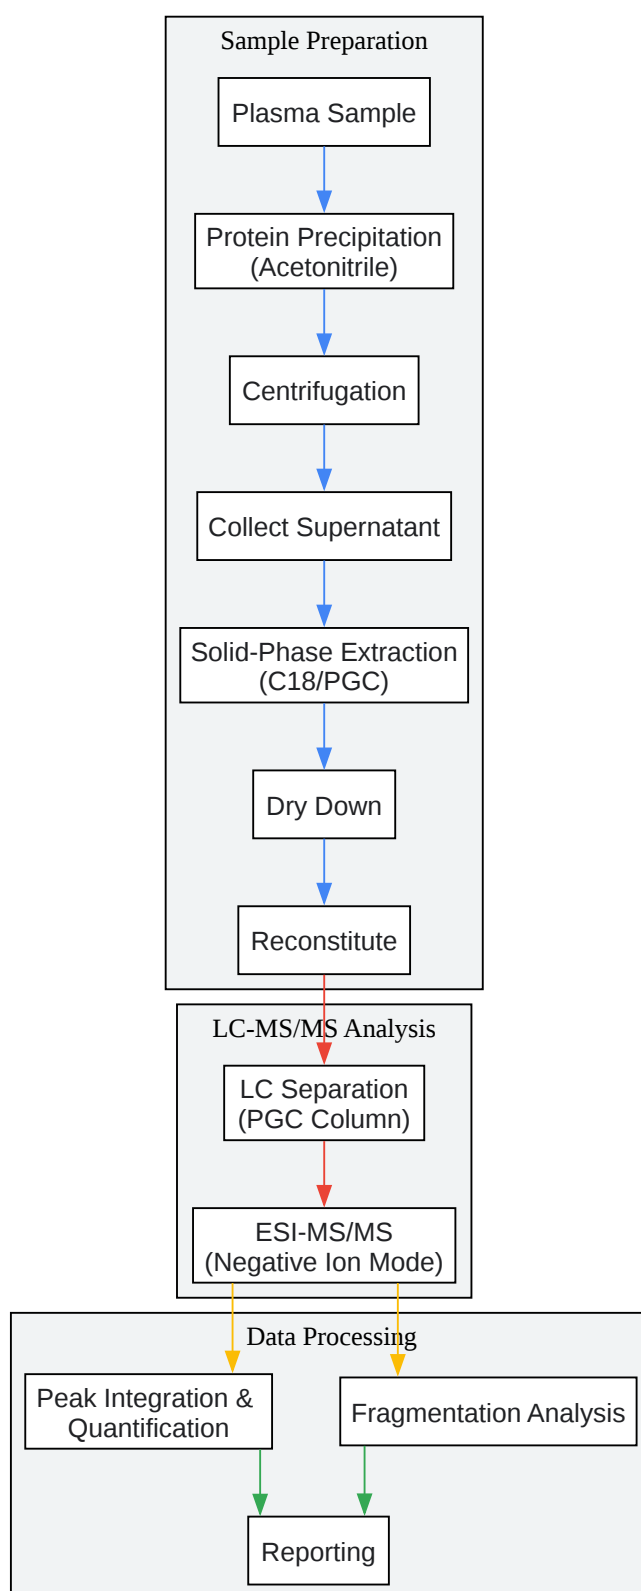 Sample Preparation
Plasma Sample
Protein Precipitation
(Acetonitrile)
Centrifugation
Collect Supernatant
Solid-Phase Extraction
(C18/PGC)
Dry Down
Reconstitute
LC-MS/MS Analysis
LC Separation
(PGC Column)
ESI-MS/MS
(Negative Ion Mode)
Data Processing
Peak Integration &
Quantification
Fragmentation Analysis
Reporting